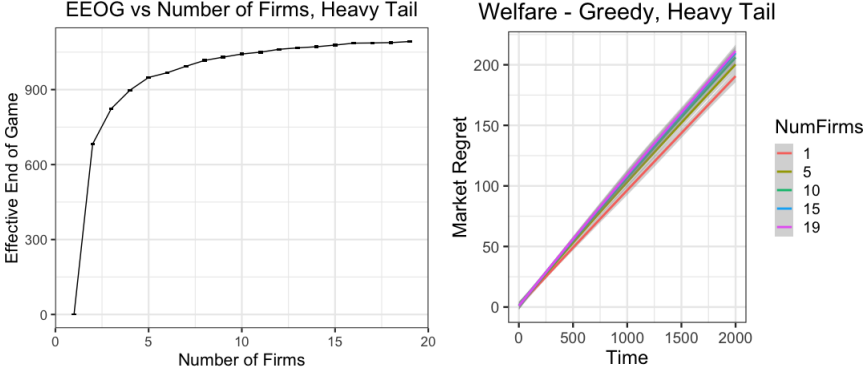 EEOG vs Number of Firms, Heavy Tail
Effective End of Game
900
600
300
0
0 5 10 15 20
Number of Firms
Welfare - Greedy, Heavy Tail
Market Regret
200
150
100
50
0
0 500 1000 1500 2000
Time
NumFirms
1
5
10
15
19